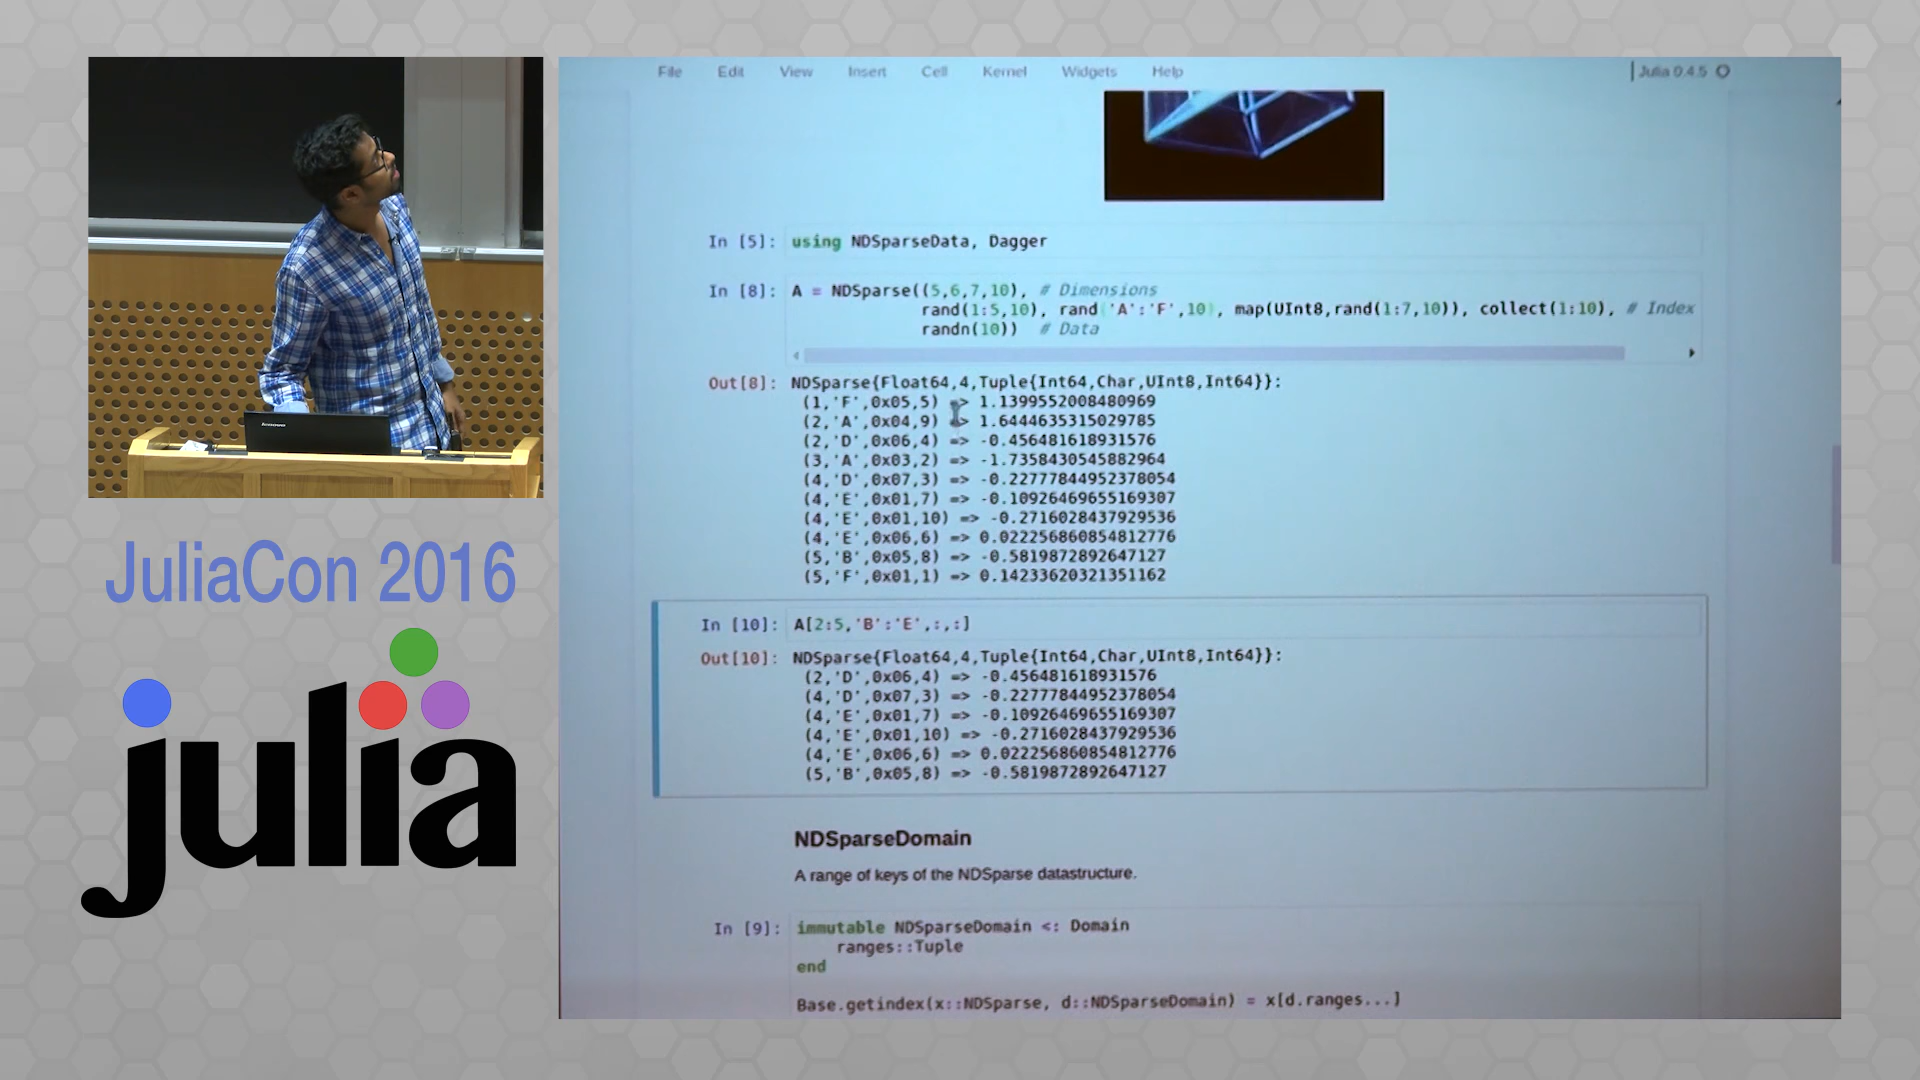 File Edit View Insert Cell Kernel Widgets Help
Julia 0.4.5
In [5]: using NDSparseData, Dagger
In [8]: A = NDSparse((5,6,7,10), # Dimensions
rand(1:5,10), rand('A':'F',10), map(UInt8,rand(1:7,10)), collect(1:10), # Index
randn(10)) # Data
Out[8]: NDSparse{Float64,4,Tuple{Int64,Char,UInt8,Int64}}:
(1,'F',0x05,5) => 1.1399552008480969
(2,'A',0x04,9) => 1.6444635315029785
(2,'D',0x06,4) => -0.456481618931576
(3,'A',0x03,2) => -1.7358430545882964
(4,'D',0x07,3) => -0.22777844952378054
(4,'E',0x01,7) => -0.10926469655169307
(4,'E',0x01,10) => -0.2716028437929536
(4,'E',0x06,6) => 0.022256860854812776
(5,'B',0x05,8) => -0.5819872892647127
(5,'F',0x01,1) => 0.14233620321351162
In [10]: A[2:5,'B':'E',:,:]
Out[10]: NDSparse{Float64,4,Tuple{Int64,Char,UInt8,Int64}}:
(2,'D',0x06,4) => -0.456481618931576
(4,'D',0x07,3) => -0.22777844952378054
(4,'E',0x01,7) => -0.10926469655169307
(4,'E',0x01,10) => -0.2716028437929536
(4,'E',0x06,6) => 0.022256860854812776
(5,'B',0x05,8) => -0.5819872892647127
NDSparseDomain
A range of keys of the NDSparse datastructure.
In [9]: immutable NDSparseDomain <: Domain
ranges::Tuple
end
Base.getindex(x::NDSparse, d::NDSparseDomain) = x[d.ranges...]
lenovo
JuliaCon 2016
julia